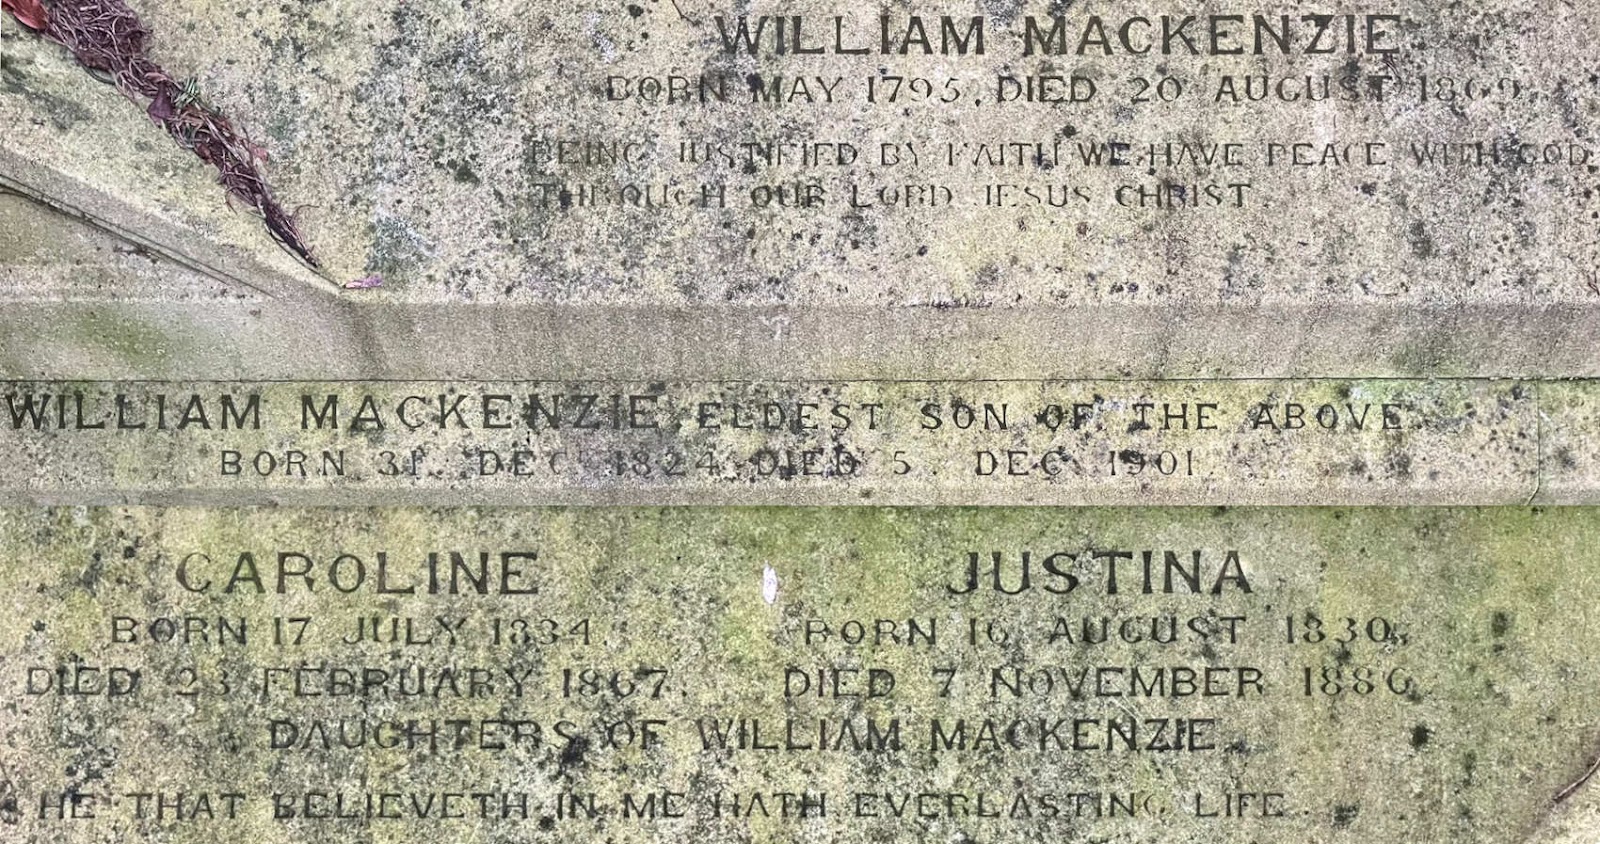 WILLIAM MACKENZIE
BORN MAY 1795, DIED 20 AUGUST 1869.
BEING JUSTIFIED BY FAITH WE HAVE PEACE WITH GOD
THROUGH OUR LORD JESUS CHRIST.
WILLIAM MACKENZIE, ELDEST SON OF THE ABOVE.
BORN 31. DEC 1824 DIED 5. DEC. 1901.
CAROLINE
BORN 17 JULY 1834
DIED 23 FEBRUARY 1867.
JUSTINA
BORN 16 AUGUST 1830,
DIED 7 NOVEMBER 1886.
DAUGHTERS OF WILLIAM MACKENZIE.
HE THAT BELIEVETH IN ME HATH EVERLASTING LIFE.